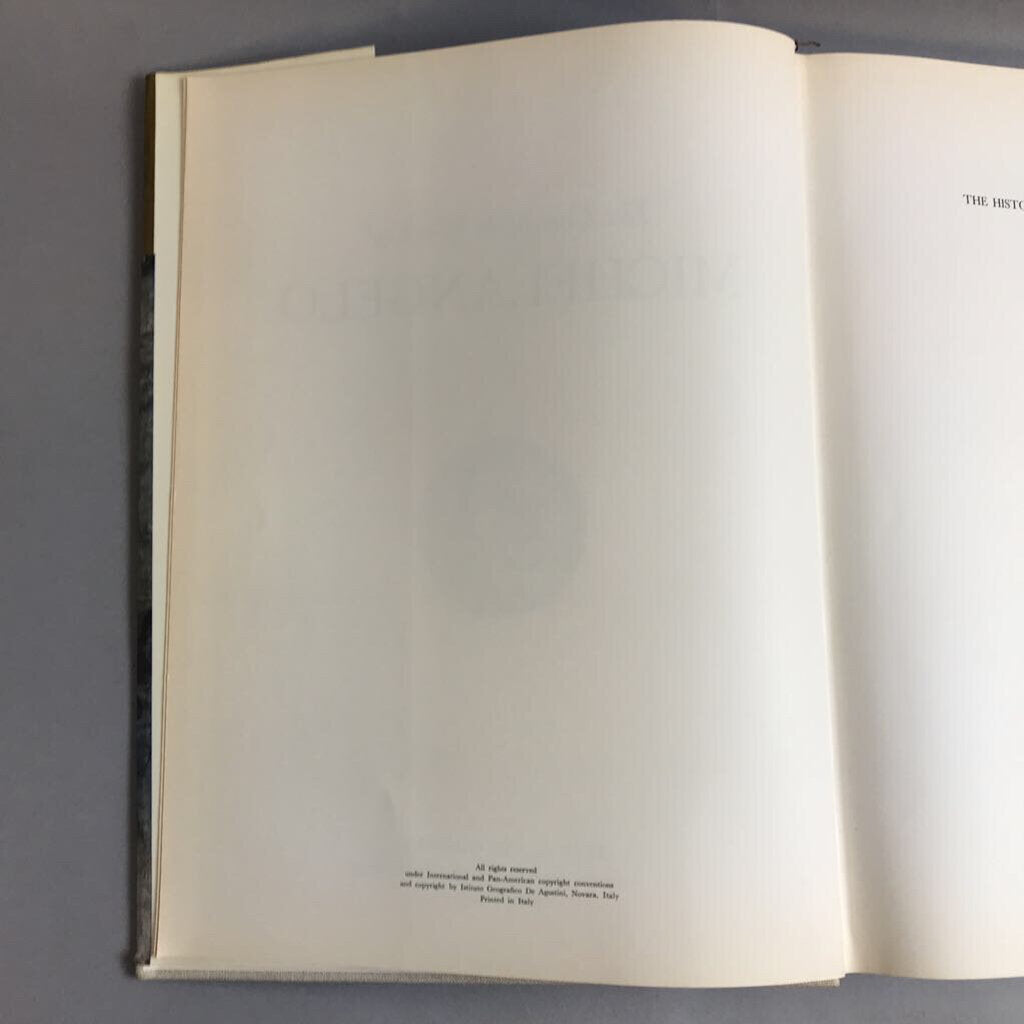 MICHELANGELO
All rights reserved
under International and Pan-American copyright conventions
and copyright by Istituto Geografico De Agostini, Novara, Italy
Printed in Italy
THE HISTO